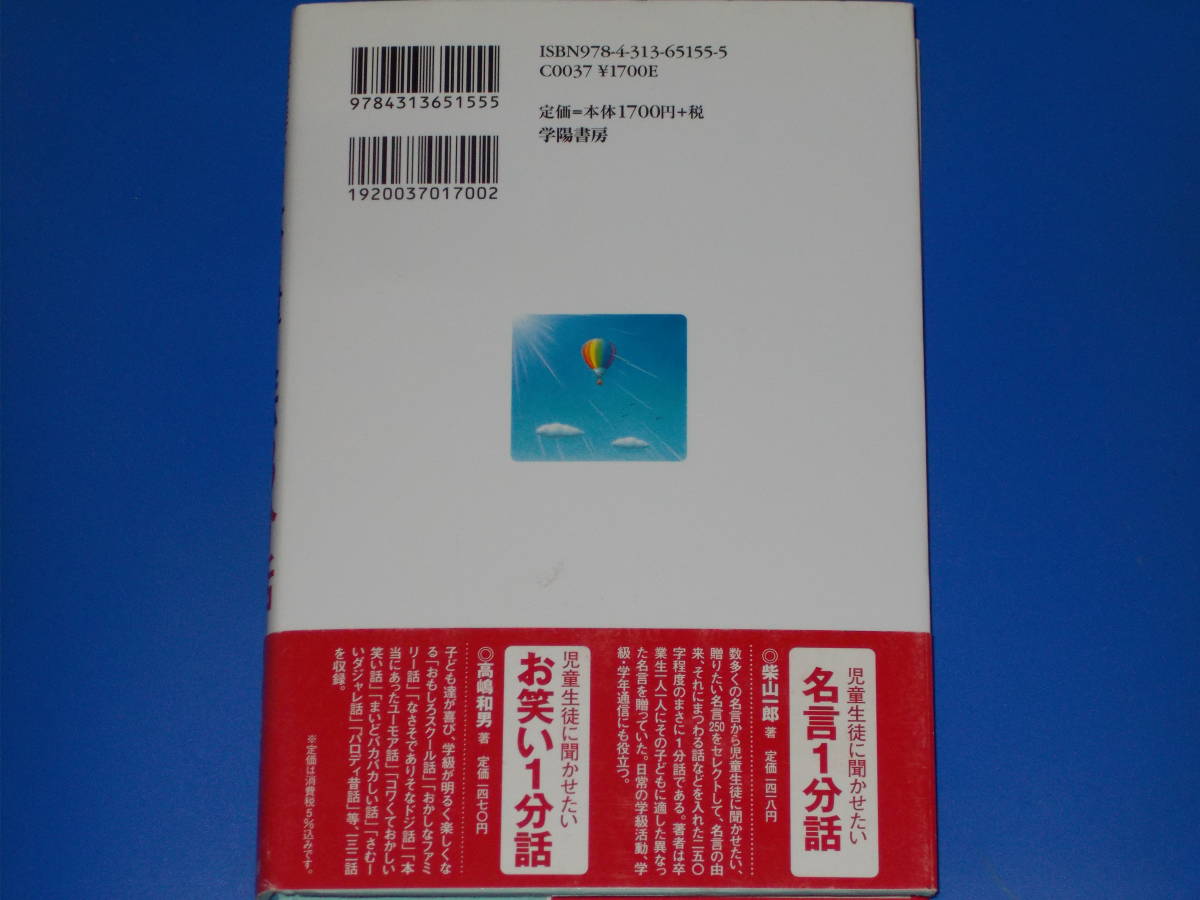 ISBN978-4-313-65155-5
C0037 ¥1700E
9784313651555
定価=本体1700円+税
学陽書房
1920037017002
児童生徒に聞かせたい
名言1分話
◎柴山一郎 著 定価 一四一八円
数多くの名言から児童生徒に聞かせたい、
贈りたい名言250をセレクトして、名言の由
来、それにまつわる話などを入れた二五〇
字程度のまさに1分話である。著者は卒
業生一人一人にその子どもに適した異なっ
た名言を贈っていた。日常の学級活動、学
級・学年通信にも役立つ。
児童生徒に聞かせたい
お笑い1分話
◎高嶋和男 著 定価 一四七〇円
子ども達が喜び、学級が明るく楽しくな
る「おもしろスクール話」「おかしなファミ
リー話」「なさそでありそなドジ話」「本
当にあったユーモア話」「コワくておかしい
笑い話」「まいどバカバカしい話」「さむー
いダジャレ話」「パロディ昔話」等、三二話
を収録。
※定価は消費税5%込みです。